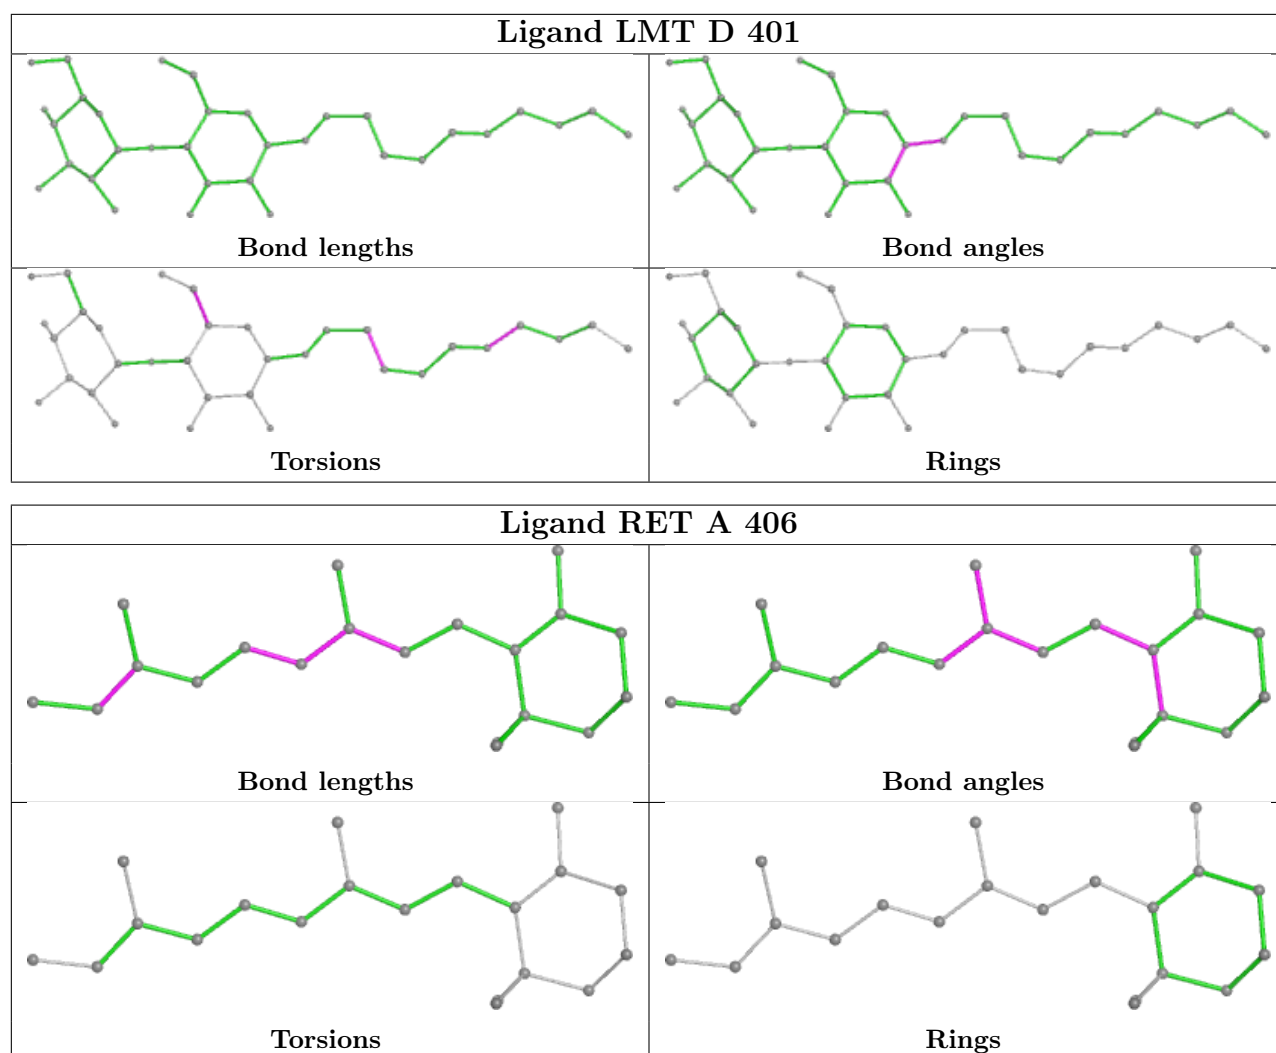 Ligand LMT D 401
Bond lengths
Bond angles
Torsions
Rings
Ligand RET A 406
Bond lengths
Bond angles
Torsions
Rings